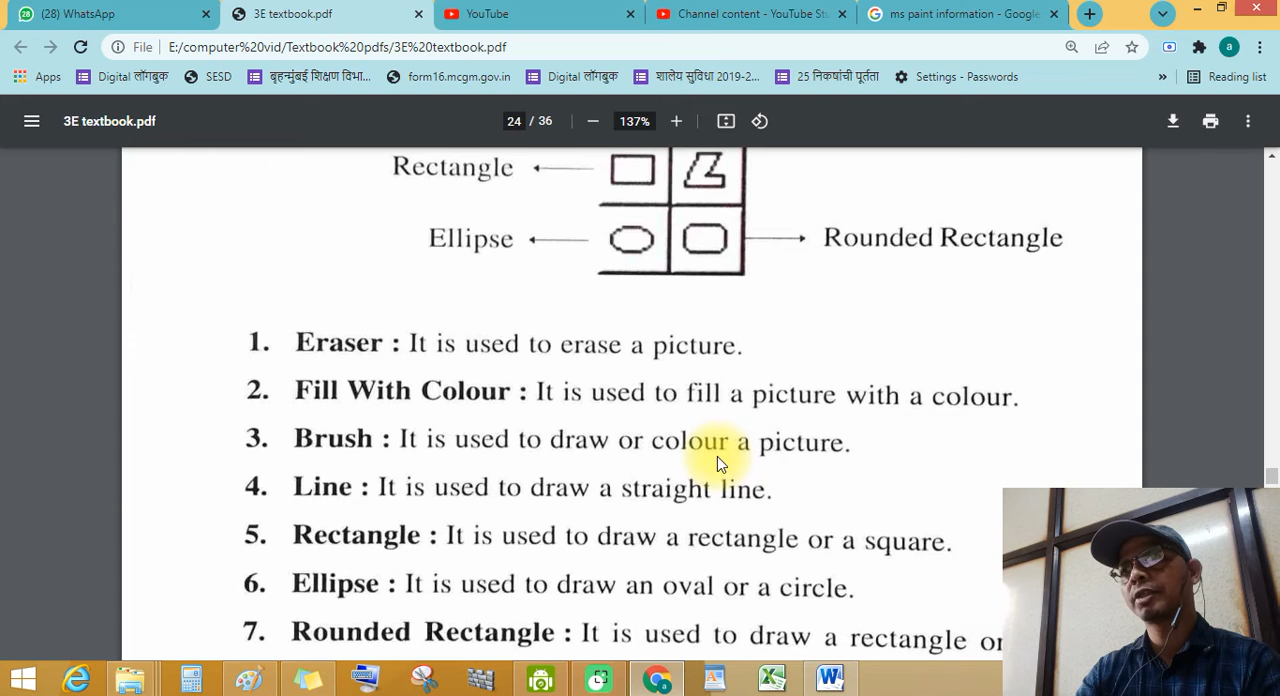 28 (28) WhatsApp
3E textbook.pdf
YouTube
Channel content - YouTube Stu
ms paint information - Google
File | E:/computer%20vid/Textbook%20pdfs/3E%20textbook.pdf
a
Apps
Digital लॉगबुक
SESD
बृहन्मुंबई शिक्षण विभा...
form16.mcgm.gov.in
Digital लॉगबुक
शालेय सुविधा 2019-2...
25 निकषांची पूर्तता
Settings - Passwords
»
Reading list
3E textbook.pdf
24 / 36
137%
Rectangle
Ellipse
Rounded Rectangle
1. Eraser : It is used to erase a picture.
2. Fill With Colour : It is used to fill a picture with a colour.
3. Brush : It is used to draw or colour a picture.
4. Line : It is used to draw a straight line.
5. Rectangle : It is used to draw a rectangle or a square.
6. Ellipse : It is used to draw an oval or a circle.
7. Rounded Rectangle : It is used to draw a rectangle or